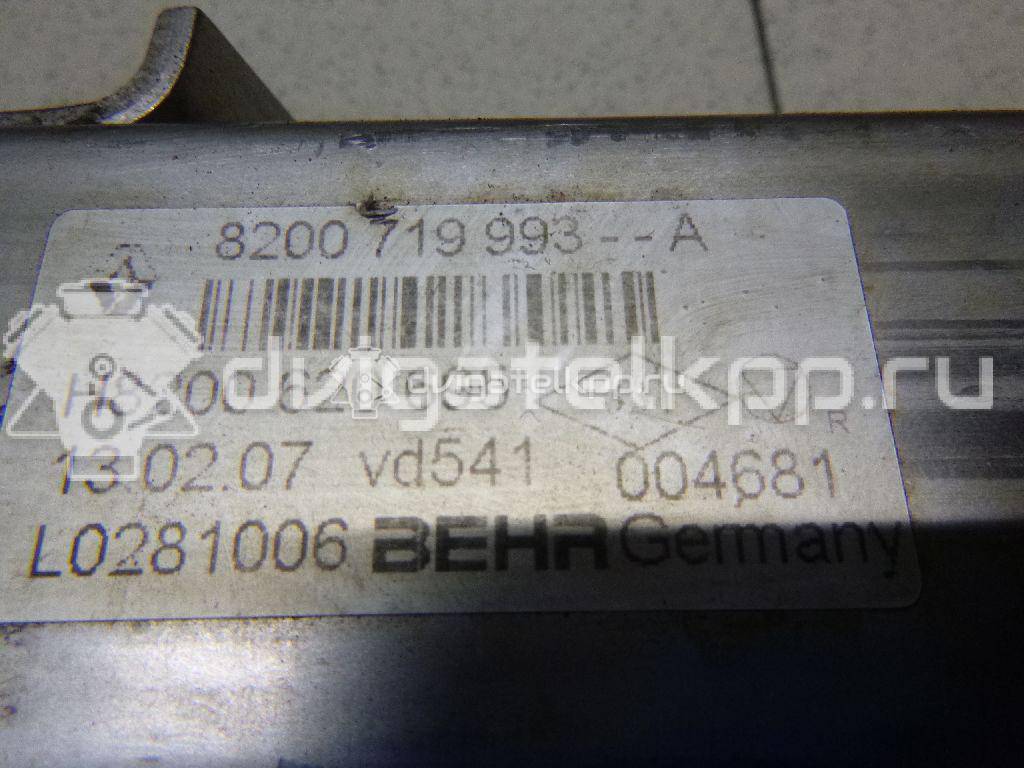 8200 719 993 -- A
13.02.07 vd541 004681
L0281006 BEHR Germany
dvigatelkpp.ru
R